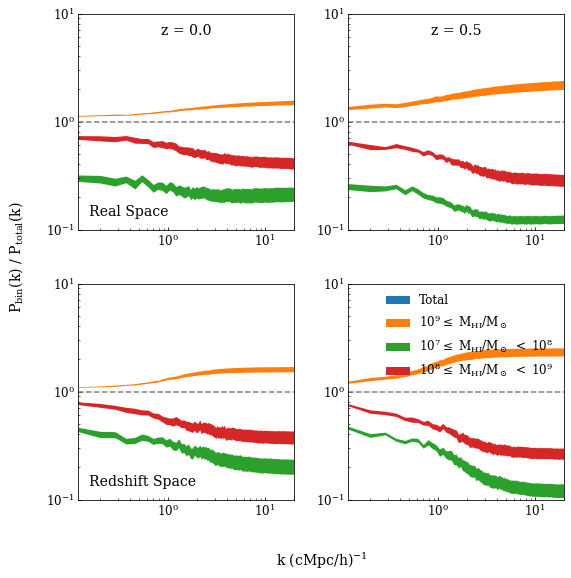 z = 0.0
z = 0.5
10¹
10⁰
10⁻¹
10⁰
10¹
Real Space
10¹
10⁰
10⁻¹
10⁰
10¹
P_bin(k) / P_total(k)
10¹
10⁰
10⁻¹
10⁰
10¹
Redshift Space
10¹
10⁰
10⁻¹
10⁰
10¹
Total
10⁹ ≤ M_HI/M_⊙
10⁷ ≤ M_HI/M_⊙ < 10⁸
10⁸ ≤ M_HI/M_⊙ < 10⁹
k (cMpc/h)⁻¹